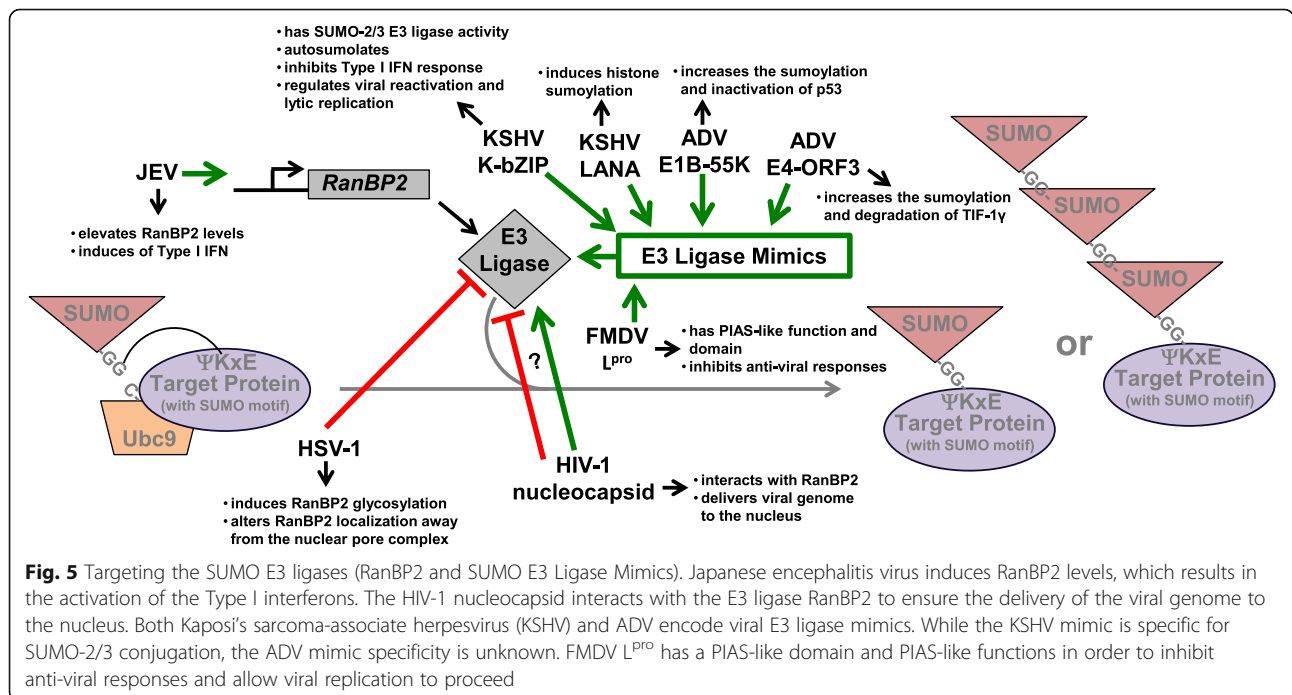 • has SUMO-2/3 E3 ligase activity
• autosumolates
• inhibits Type I IFN response
• regulates viral reactivation and
lytic replication
• induces histone
sumoylation
• increases the sumoylation
and inactivation of p53
KSHV
K-bZIP
KSHV
LANA
ADV
E1B-55K
ADV
E4-ORF3
• increases the sumoylation
and degradation of TIF-1γ
JEV
RanBP2
• elevates RanBP2 levels
• induces of Type I IFN
E3
Ligase
E3 Ligase Mimics
FMDV
Lpro
• has PIAS-like function and
domain
• inhibits anti-viral responses
SUMO
-GG
C-
ΨKxE
Target Protein
(with SUMO motif)
Ubc9
?
HSV-1
• induces RanBP2 glycosylation
• alters RanBP2 localization away
from the nuclear pore complex
HIV-1
nucleocapsid
• interacts with RanBP2
• delivers viral genome
to the nucleus
SUMO
-GG-
ΨKxE
Target Protein
(with SUMO motif)
or
SUMO
-GG-
SUMO
-GG-
SUMO
-GG-
ΨKxE
Target Protein
(with SUMO motif)
Fig. 5 Targeting the SUMO E3 ligases (RanBP2 and SUMO E3 Ligase Mimics). Japanese encephalitis virus induces RanBP2 levels, which results in
the activation of the Type I interferons. The HIV-1 nucleocapsid interacts with the E3 ligase RanBP2 to ensure the delivery of the viral genome to
the nucleus. Both Kaposi's sarcoma-associate herpesvirus (KSHV) and ADV encode viral E3 ligase mimics. While the KSHV mimic is specific for
SUMO-2/3 conjugation, the ADV mimic specificity is unknown. FMDV Lpro has a PIAS-like domain and PIAS-like functions in order to inhibit
anti-viral responses and allow viral replication to proceed